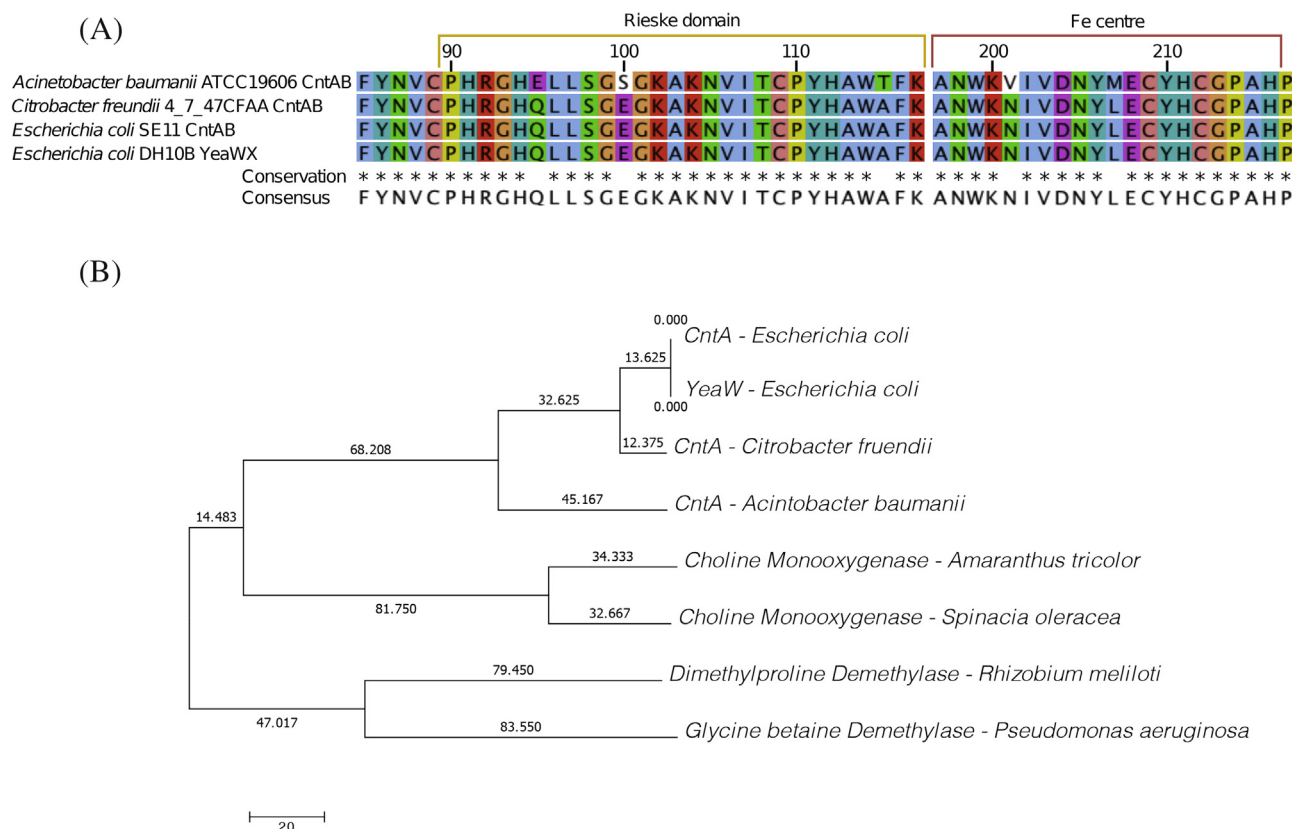 (A)
Rieske domain
Fe centre
90 100 110 200 210
Acinetobacter baumanii ATCC19606 CntAB FYNVCPHRGHELLSGSGKAKNVITCPYHAWTFK ANWKVIVDNYMECYHCGPAHP
Citrobacter freundii 4_7_47CFAA CntAB FYNVCPHRGHQLLSGEGKAKNVITCPYHAWAFK ANWKNIVDNYLECYHCGPAHP
Escherichia coli SE11 CntAB FYNVCPHRGHQLLSGEGKAKNVITCPYHAWAFK ANWKNIVDNYLECYHCGPAHP
Escherichia coli DH10B YeaWX FYNVCPHRGHQLLSGEGKAKNVITCPYHAWAFK ANWKNIVDNYLECYHCGPAHP
Conservation * * * * * * * * * * * * * * * * * * * * * * * * * * * * * * * * * * * * * * * * * * * * * * * * *
Consensus FYNVCPHRGHQLLSGEGKAKNVITCPYHAWAFK ANWKNIVDNYLECYHCGPAHP
(B)
0.000
CntA - Escherichia coli
13.625
YeaW - Escherichia coli
0.000
32.625
12.375
CntA - Citrobacter fruendii
68.208
45.167
CntA - Acintobacter baumanii
14.483
34.333
Choline Monooxygenase - Amaranthus tricolor
81.750
32.667
Choline Monooxygenase - Spinacia oleracea
79.450
Dimethylproline Demethylase - Rhizobium meliloti
47.017
83.550
Glycine betaine Demethylase - Pseudomonas aeruginosa
20